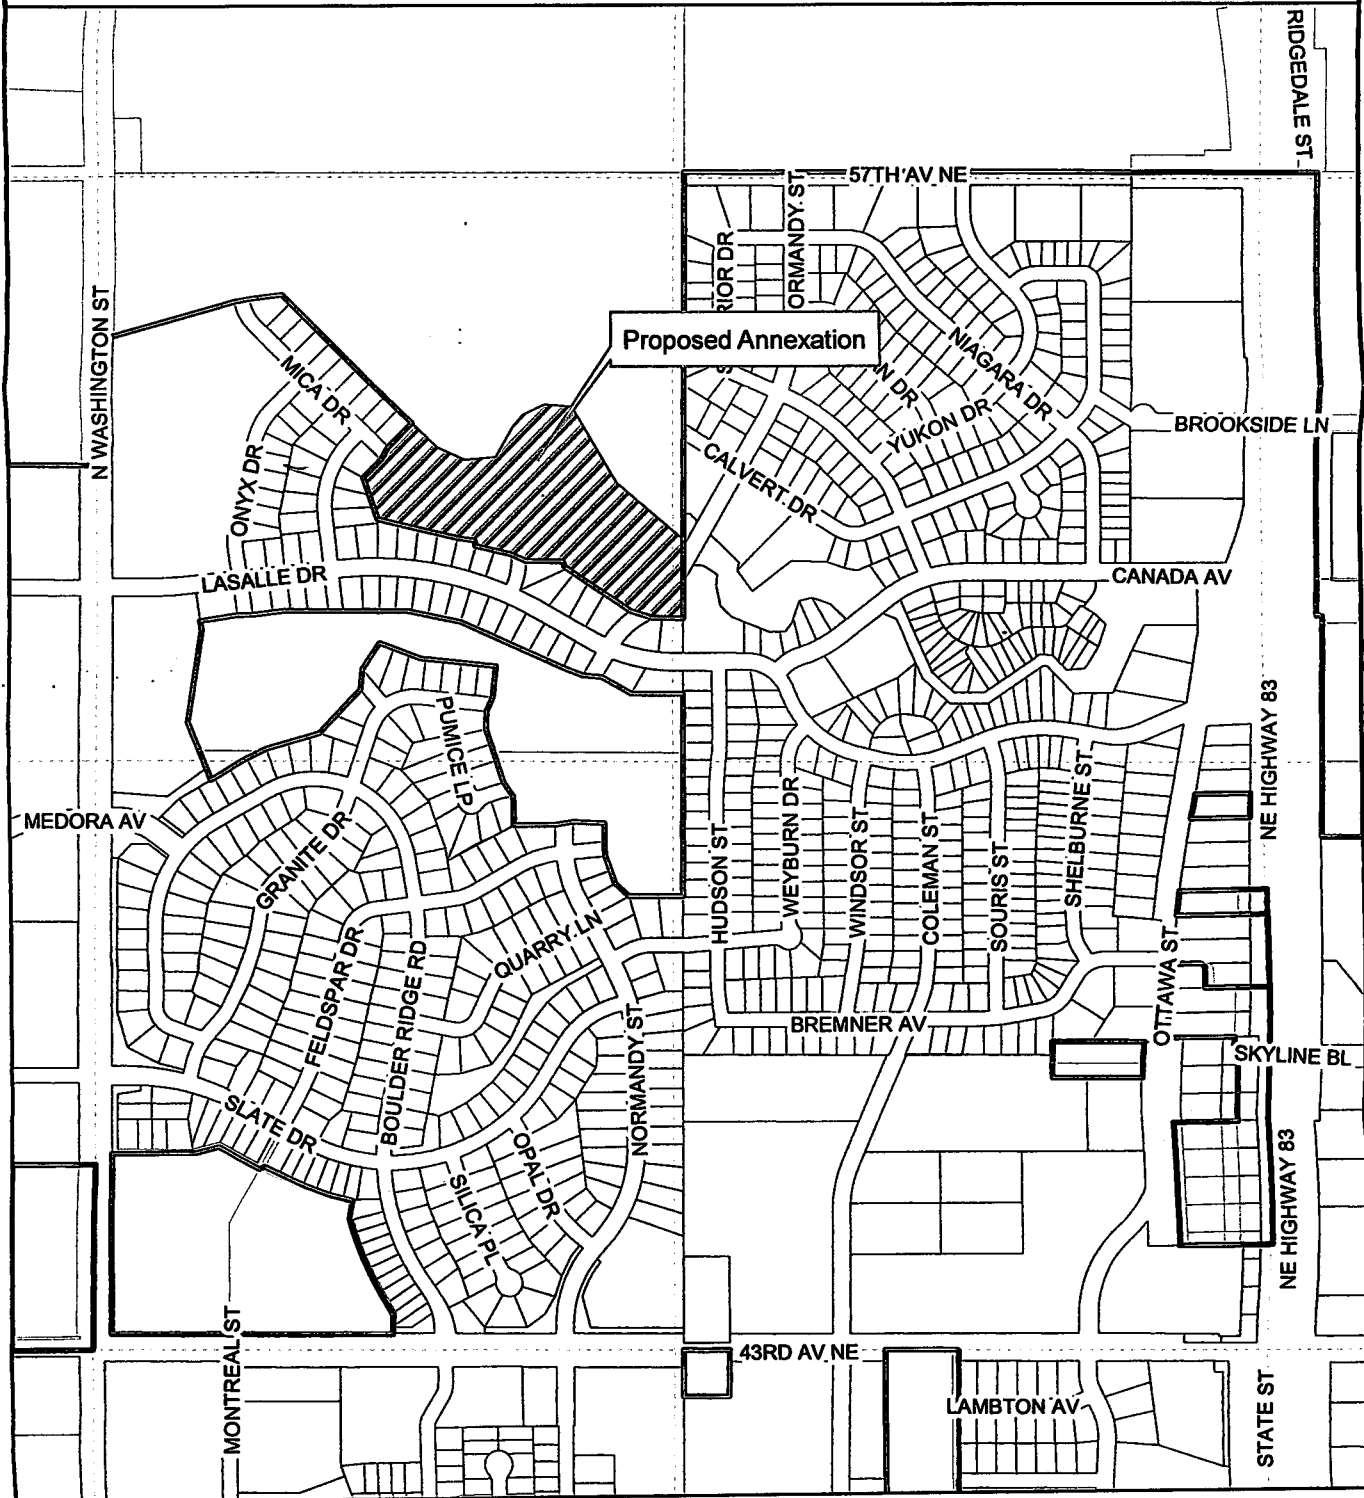 RIDGEDALE ST
57TH AV NE
ORMANDY ST
RIOR DR
N WASHINGTON ST
Proposed Annexation
MICA DR
NIAGARA DR
AN DR
YUKON DR
BROOKSIDE LN
ONYX DR
CALVERT DR
LASALLE DR
CANADA AV
PUMICE LP
NE HIGHWAY 83
MEDORA AV
GRANITE DR
HUDSON ST
WEYBURN DR
WINDSOR ST
COLEMAN ST
SOURIS ST
SHELBURNE ST
FELDSPAR DR
BOULDER RIDGE RD
QUARRY LN
OTTAWA ST
NORMANDY ST
BREMNER AV
SKYLINE BL
SLATE DR
OPAL DR
SILICA PL
NE HIGHWAY 83
MONTREAL ST
43RD AV NE
LAMBTON AV
STATE ST